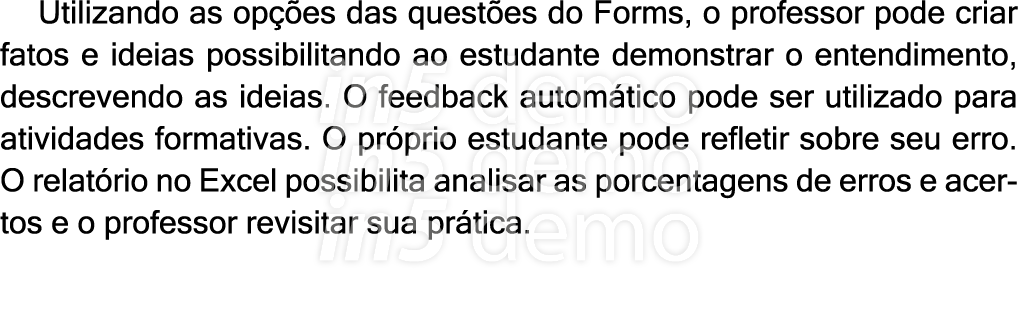 Utilizando as opções das questões do Forms, o professor pode criar
fatos e ideias possibilitando ao estudante demonstrar o entendimento,
descrevendo as ideias. O feedback automático pode ser utilizado para
atividades formativas. O próprio estudante pode refletir sobre seu erro.
O relatório no Excel possibilita analisar as porcentagens de erros e acer-
tos e o professor revisitar sua prática.
in5 demo
in5 demo
in5 demo